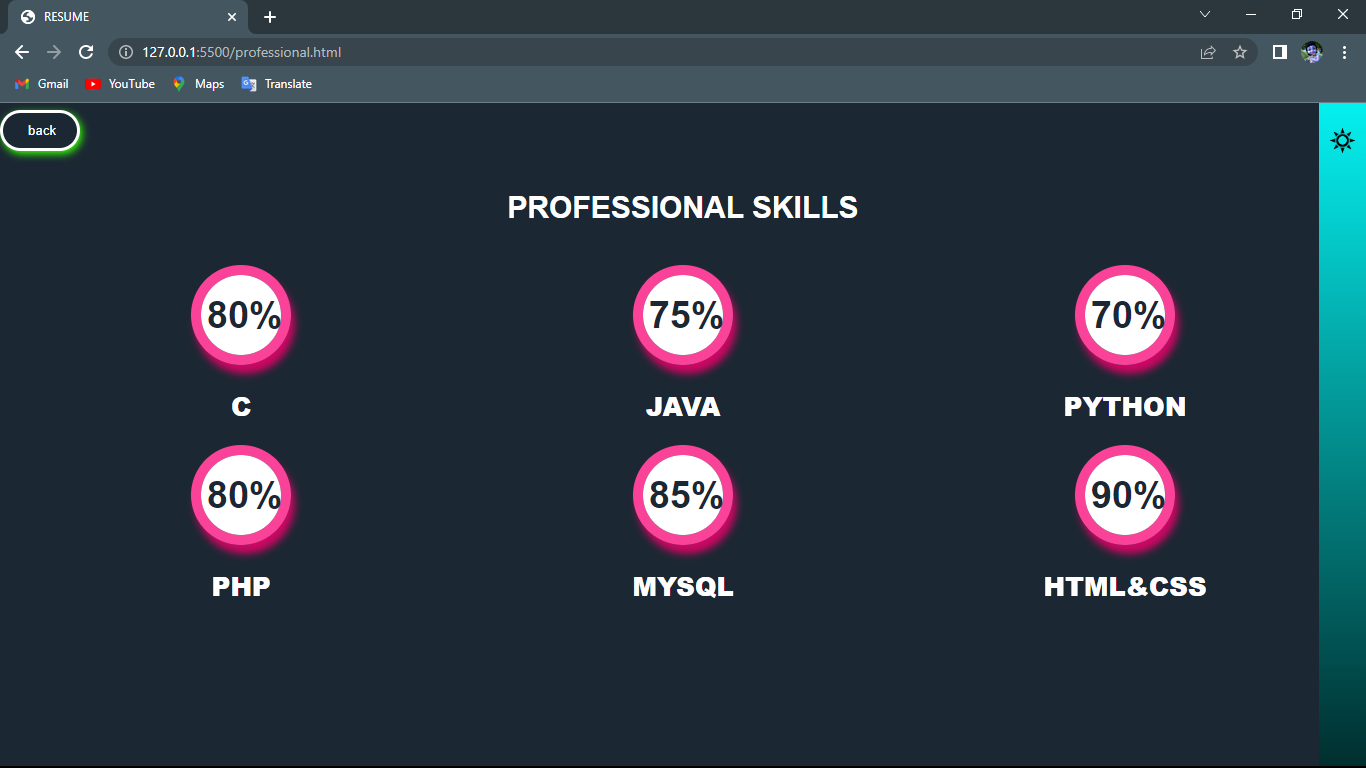 RESUME
127.0.0.1:5500/professional.html
Gmail YouTube Maps Translate
back
PROFESSIONAL SKILLS
80% 75% 70%
C JAVA PYTHON
80% 85% 90%
PHP MYSQL HTML&CSS